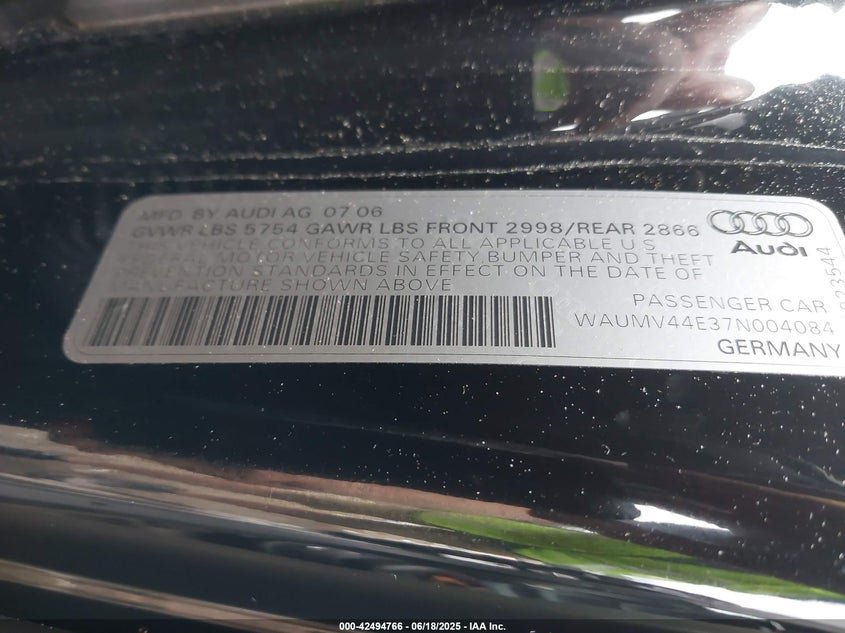 MFD. BY AUDI AG 07 06
GVWR LBS 5754 GAWR LBS FRONT 2998/REAR 2866
THIS VEHICLE CONFORMS TO ALL APPLICABLE U S
FEDERAL MOTOR VEHICLE SAFETY BUMPER AND THEFT
PREVENTION STANDARDS IN EFFECT ON THE DATE OF
MANUFACTURE SHOWN ABOVE
Audi
PASSENGER CAR
WAUMV44E37N004084
GERMANY
000-42494766 - 06/18/2025 - IAA Inc.